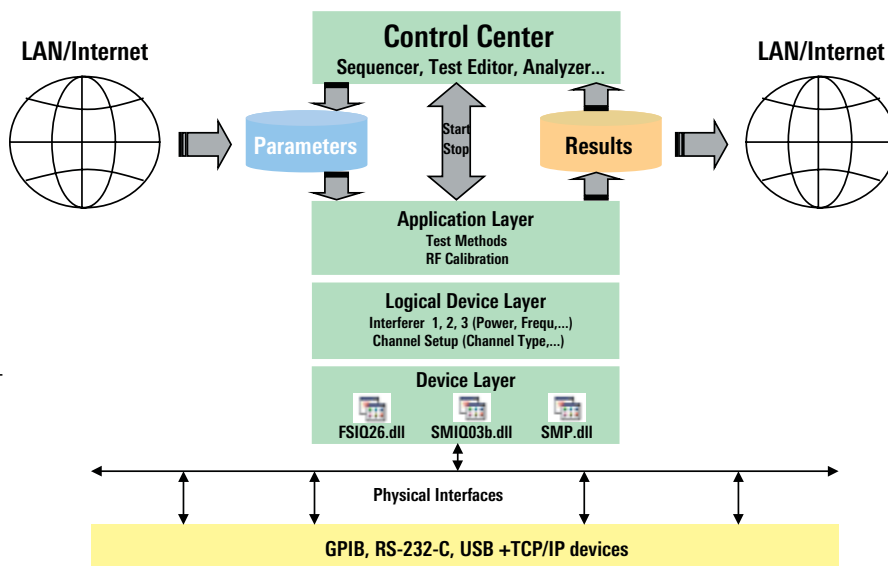 Control Center
Sequencer, Test Editor, Analyzer...
LAN/Internet
LAN/Internet
Parameters
Start
Stop
Results
Application Layer
Test Methods
RF Calibration
Logical Device Layer
Interferer 1, 2, 3 (Power, Frequ,...)
Channel Setup (Channel Type,...)
Device Layer
FSIQ26.dll
SMIQ03b.dll
SMP.dll
Physical Interfaces
GPIB, RS-232-C, USB +TCP/IP devices